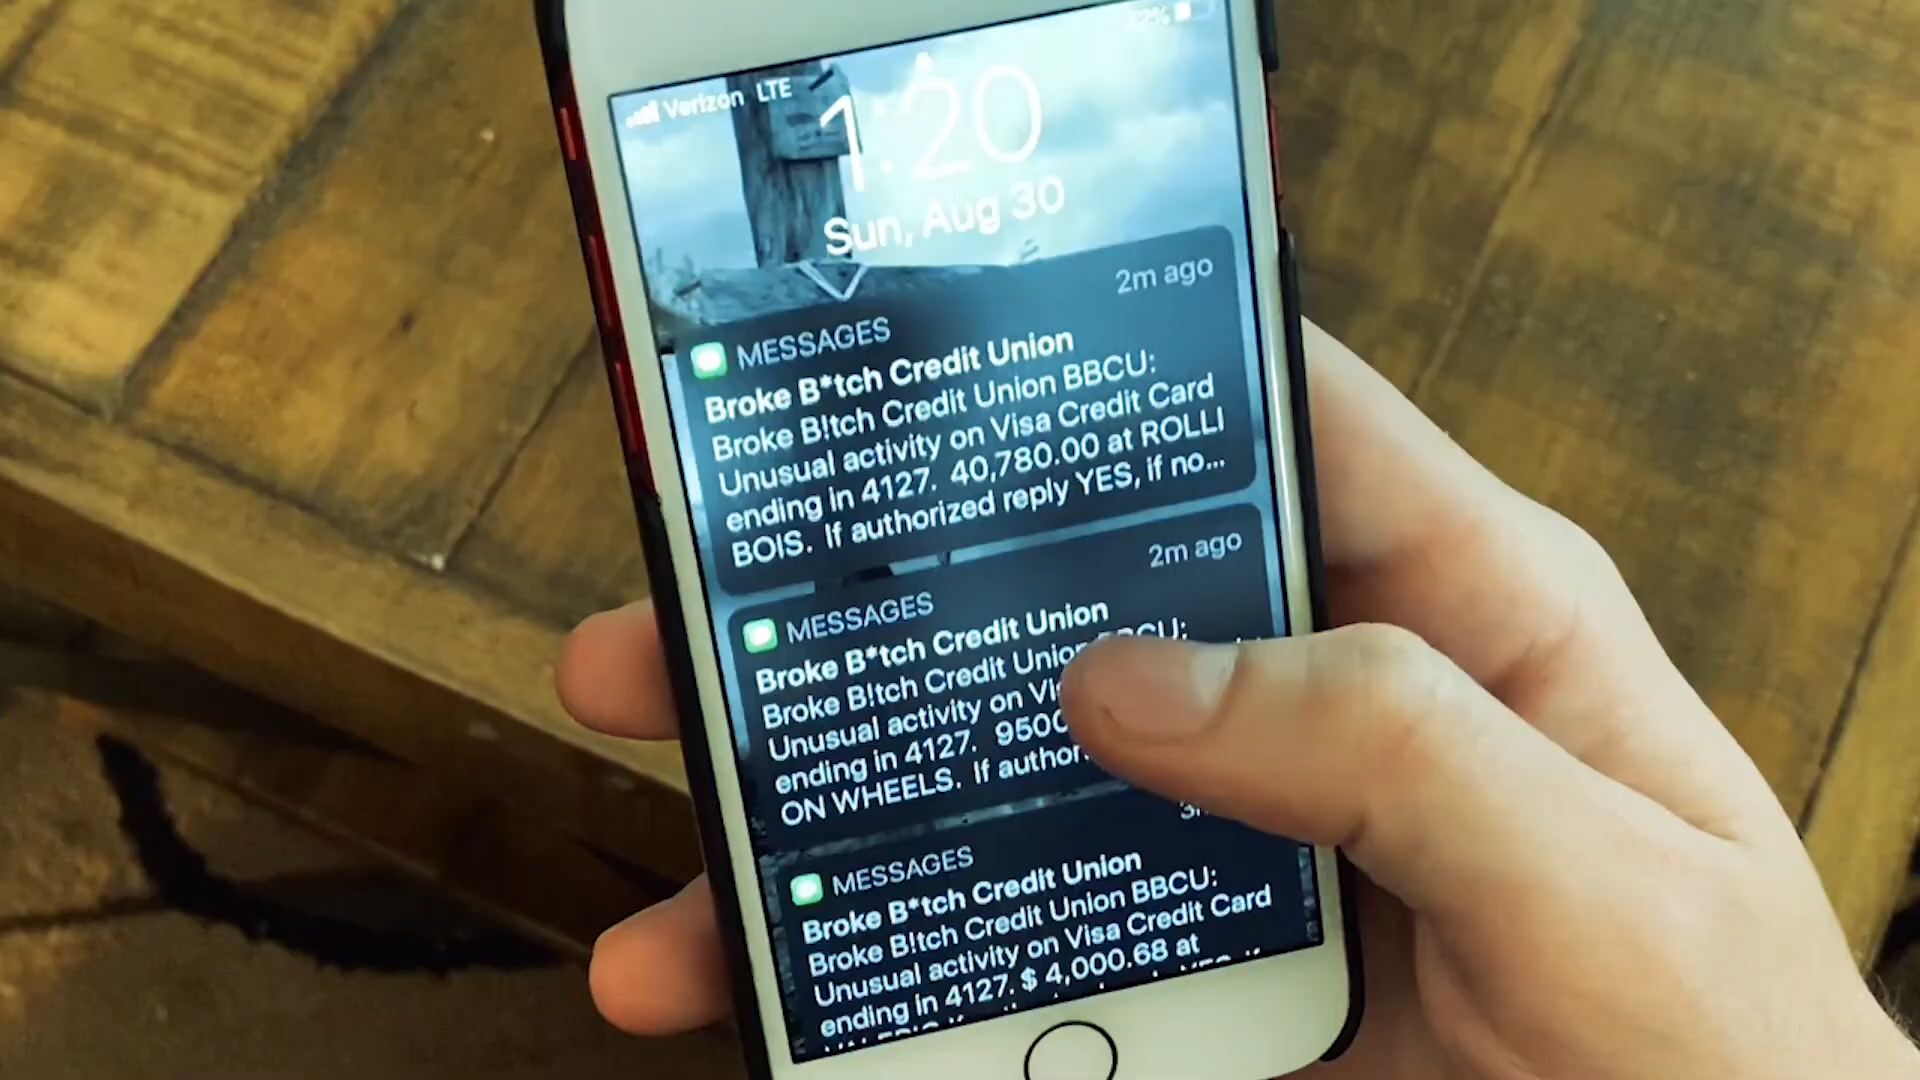 Verizon LTE
1:20
Sun, Aug 30
MESSAGES 2m ago
Broke B*tch Credit Union
Broke B!tch Credit Union BBCU:
Unusual activity on Visa Credit Card
ending in 4127. 40,780.00 at ROLLI
BOIS. If authorized reply YES, if no...
MESSAGES 2m ago
Broke B*tch Credit Union
Broke B!tch Credit Union
Unusual activity on
ending in 4127.
ON WHEELS. If
MESSAGES
Broke B*tch Credit Union
Broke B!tch Credit Union BBCU:
Unusual activity on Visa Credit Card
ending in 4127. $ 4,000.68 at